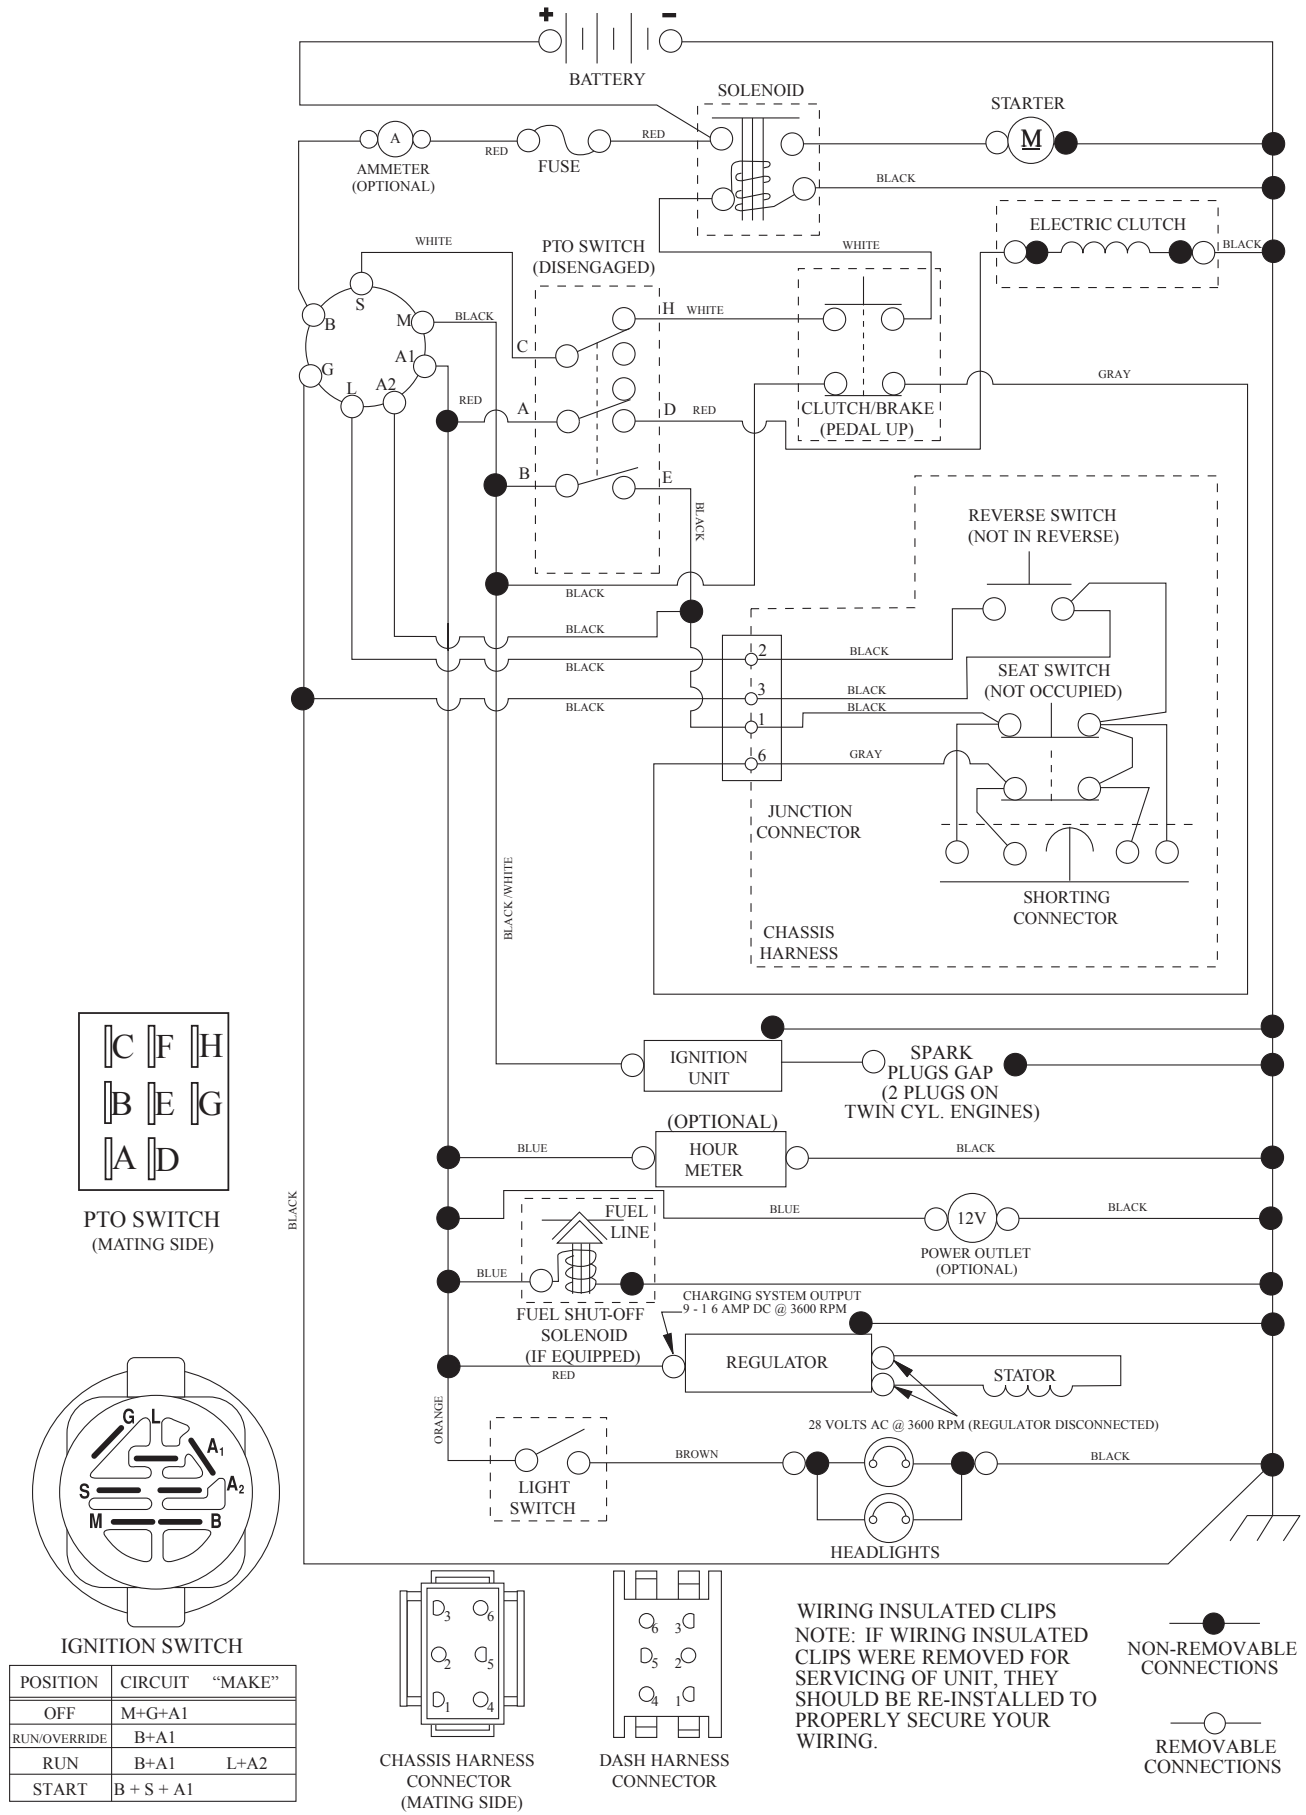 +
–
BATTERY
SOLENOID
STARTER
A
RED
FUSE
RED
M
AMMETER
(OPTIONAL)
BLACK
ELECTRIC CLUTCH
BLACK
WHITE
PTO SWITCH
(DISENGAGED)
WHITE
S
B
M
BLACK
H
WHITE
C
A1
G
L
A2
RED
A
D
RED
GRAY
CLUTCH/BRAKE
(PEDAL UP)
B
E
BLACK
REVERSE SWITCH
(NOT IN REVERSE)
BLACK
BLACK
BLACK
2
BLACK
SEAT SWITCH
(NOT OCCUPIED)
BLACK
3
BLACK
1
BLACK
6
GRAY
JUNCTION
CONNECTOR
SHORTING
CONNECTOR
BLACK /WHITE
CHASSIS
HARNESS
C F H
B E G
A D
PTO SWITCH
(MATING SIDE)
BLACK
IGNITION
UNIT
SPARK
PLUGS GAP
(2 PLUGS ON
TWIN CYL. ENGINES)
(OPTIONAL)
BLUE
HOUR
METER
BLACK
FUEL
LINE
BLUE
12V
BLACK
POWER OUTLET
(OPTIONAL)
BLUE
FUEL SHUT-OFF
SOLENOID
(IF EQUIPPED)
CHARGING SYSTEM OUTPUT
9 - 1 6 AMP DC @ 3600 RPM
REGULATOR
STATOR
RED
28 VOLTS AC @ 3600 RPM (REGULATOR DISCONNECTED)
ORANGE
BROWN
BLACK
LIGHT
SWITCH
HEADLIGHTS
G L
A1
S
A2
M
B
IGNITION SWITCH
POSITION CIRCUIT "MAKE"
OFF M+G+A1
RUN/OVERRIDE B+A1
RUN B+A1 L+A2
START B + S + A1
3 6
2 5
1 4
CHASSIS HARNESS
CONNECTOR
(MATING SIDE)
6 3
5 2
4 1
DASH HARNESS
CONNECTOR
WIRING INSULATED CLIPS
NOTE: IF WIRING INSULATED
CLIPS WERE REMOVED FOR
SERVICING OF UNIT, THEY
SHOULD BE RE-INSTALLED TO
PROPERLY SECURE YOUR
WIRING.
NON-REMOVABLE
CONNECTIONS
REMOVABLE
CONNECTIONS